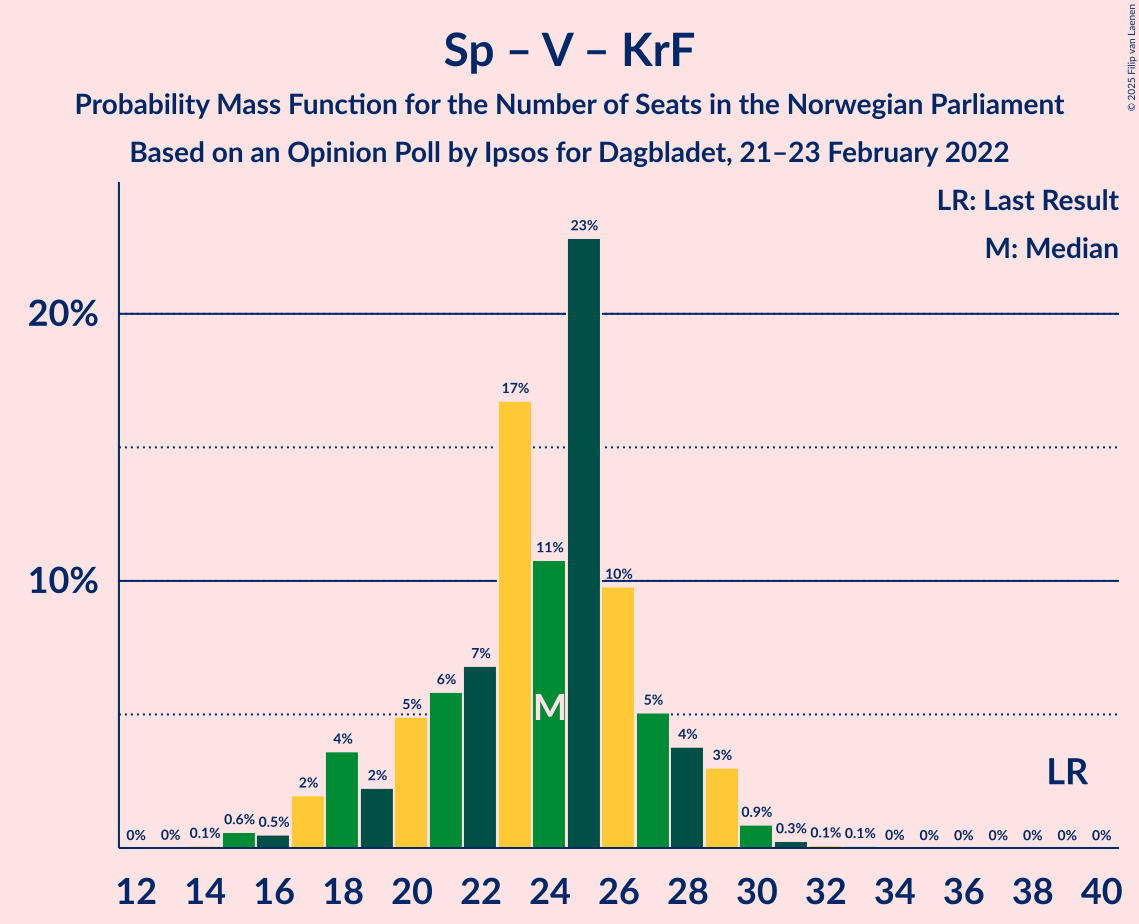 Sp – V – KrF
Probability Mass Function for the Number of Seats in the Norwegian Parliament
Based on an Opinion Poll by Ipsos for Dagbladet, 21–23 February 2022
© 2025 Filip van Laenen
LR: Last Result
M: Median
23%
20%
17%
11%
10%
10%
7%
6%
5%
M
5%
4%
4%
3%
LR
2%
2%
0% 0% 0.1% 0.6% 0.5% 0.9% 0.3% 0.1% 0.1% 0% 0% 0% 0% 0% 0% 0%
12 14 16 18 20 22 24 26 28 30 32 34 36 38 40